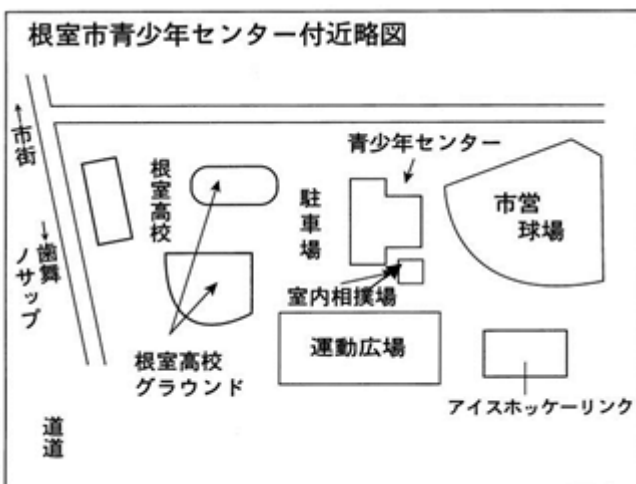 根室市青少年センター付近略図
←市街
根室高校
←歯舞
ノサップ
駐車場
青少年センター
市営
球場
室内相撲場
運動広場
根室高校
グラウンド
アイスホッケーリンク
道道